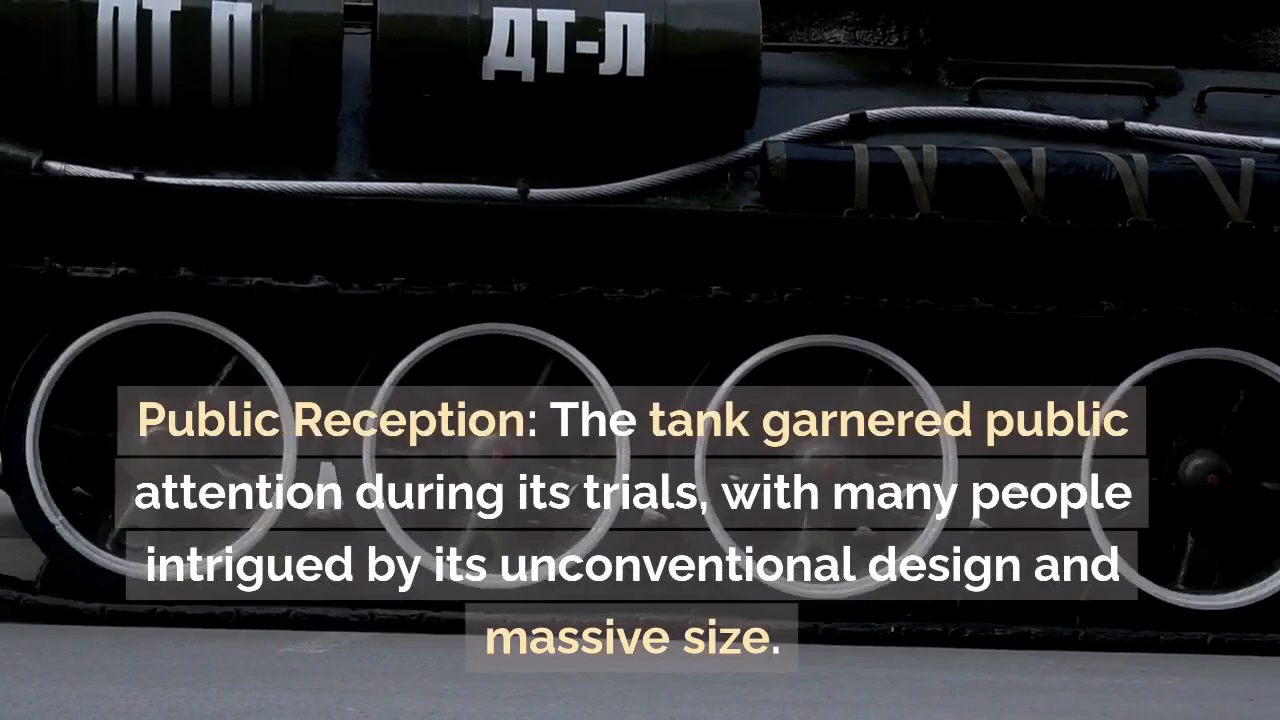 ДТ-Л
Public Reception: The tank garnered public
attention during its trials, with many people
intrigued by its unconventional design and
massive size.